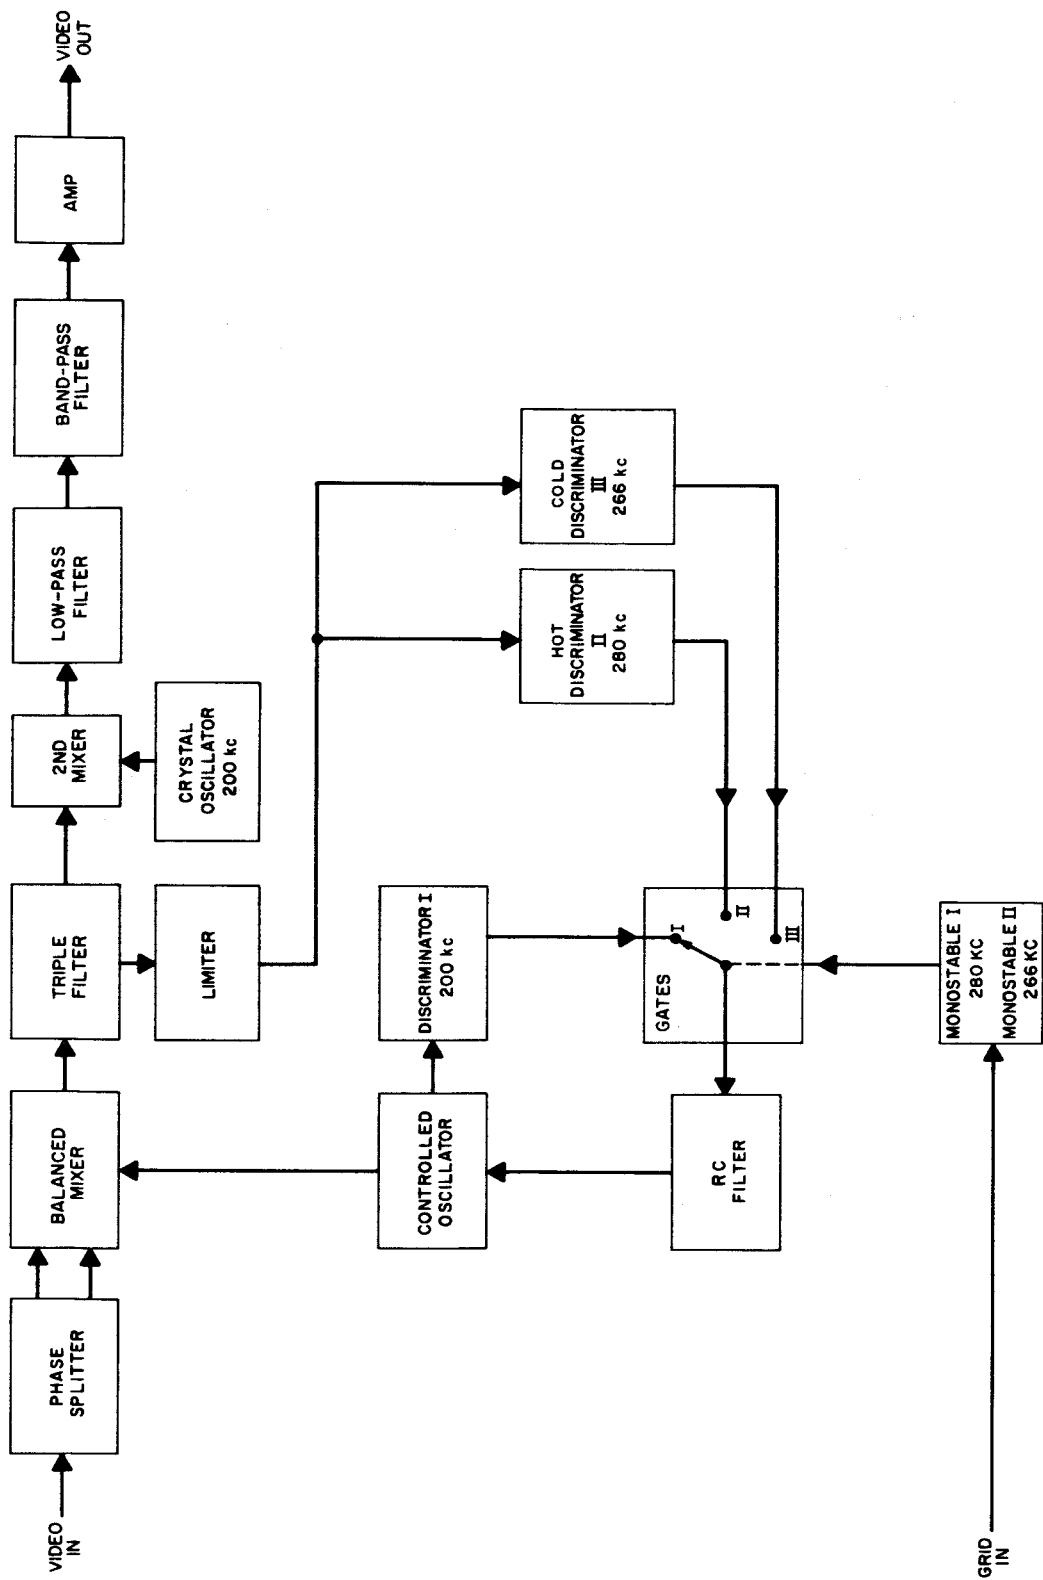 VIDEO
IN
PHASE
SPLITTER
BALANCED
MIXER
TRIPLE
FILTER
2ND
MIXER
LOW-PASS
FILTER
BAND-PASS
FILTER
AMP
VIDEO
OUT
LIMITER
CRYSTAL
OSCILLATOR
200 kc
CONTROLLED
OSCILLATOR
DISCRIMINATOR I
200 kc
HOT
DISCRIMINATOR
II
280 kc
COLD
DISCRIMINATOR
III
266 kc
RC
FILTER
GATES
I
II
III
GRID
IN
MONOSTABLE I
280 KC
MONOSTABLE II
266 KC